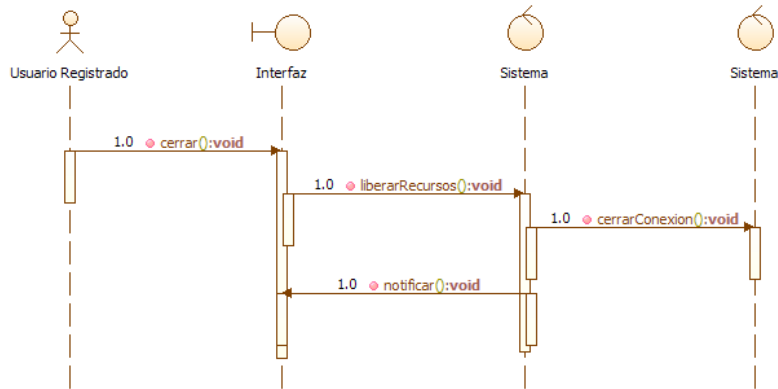 Usuario Registrado
Interfaz
Sistema
Sistema
1.0 cerrar():void
1.0 liberarRecursos():void
1.0 cerrarConexion():void
1.0 notificar():void